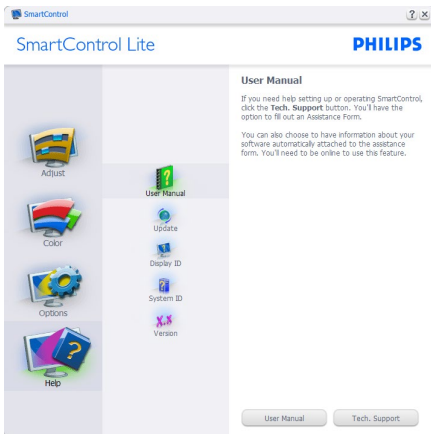 SmartControl
SmartControl Lite
PHILIPS
Adjust
Color
Options
Help
User Manual
Update
Display ID
System ID
X.X
Version
User Manual
If you need help setting up or operating SmartControl,
click the Tech. Support button. You'll have the
option to fill out an Assistance Form.
You can also choose to have information about your
software automatically attached to the assistance
form. You'll need to be online to use this feature.
User Manual
Tech. Support